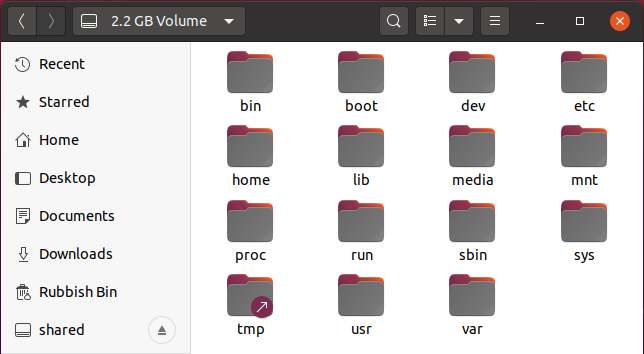 2.2 GB Volume
Recent
Starred
Home
Desktop
Documents
Downloads
Rubbish Bin
shared
bin boot dev etc
home lib media mnt
proc run sbin sys
tmp usr var